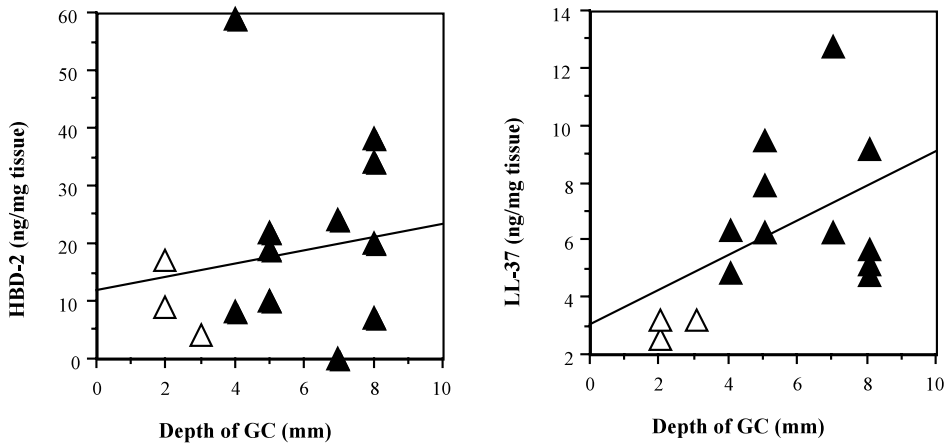 HBD-2 (ng/mg tissue)
60
50
40
30
20
10
0
0 2 4 6 8 10
Depth of GC (mm)
LL-37 (ng/mg tissue)
14
12
10
8
6
4
2
0 2 4 6 8 10
Depth of GC (mm)